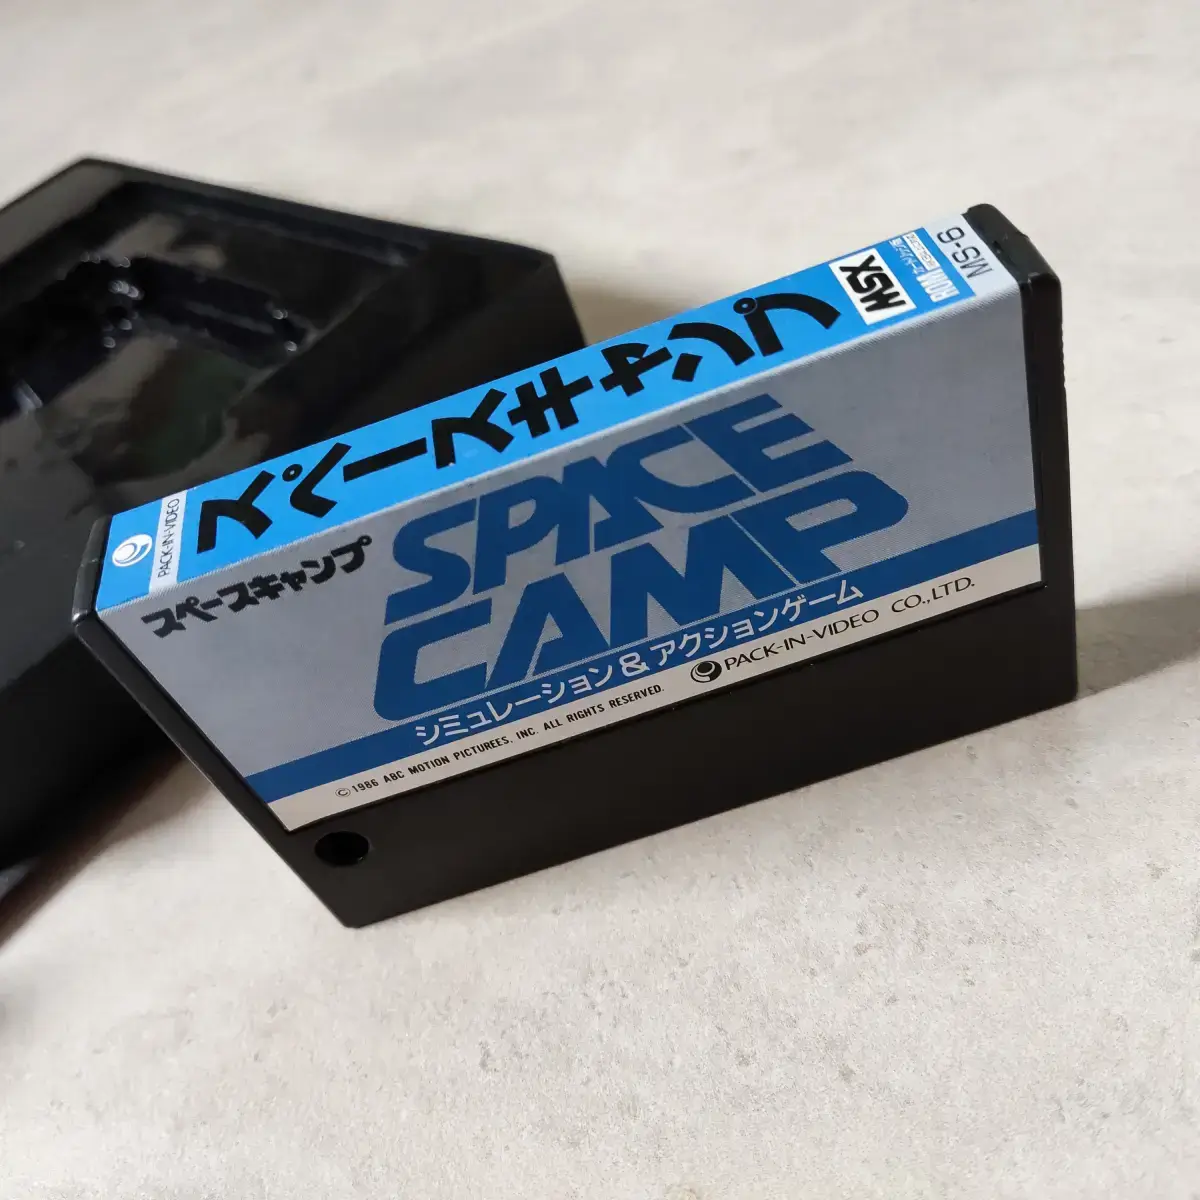 PACK-IN-VIDEO
スペースキャンプ
MSX
ROM
MS-6
スペースキャンプ
SPACE
CAMP
シミュレーション&アクションゲーム
© 1986 ABC MOTION PICTUREES, INC. ALL RIGHTS RESERVED.
PACK-IN-VIDEO CO.,LTD.